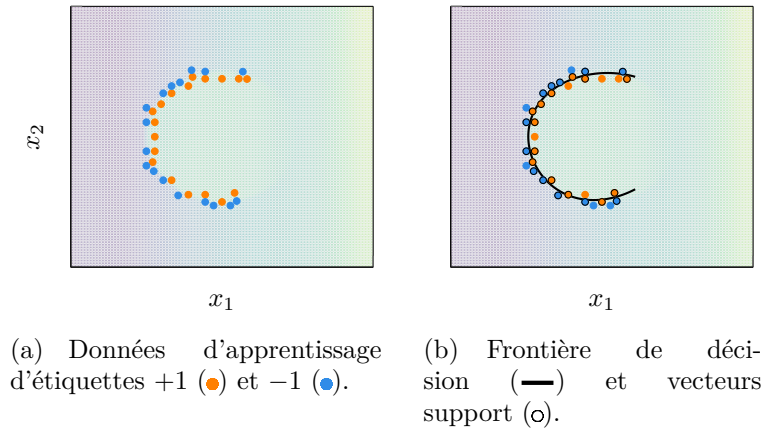 x2
x1
x1
(a) Données d'apprentissage
d'étiquettes +1 (●) et −1 (●).
(b) Frontière de déci-
sion (—) et vecteurs
support (○).